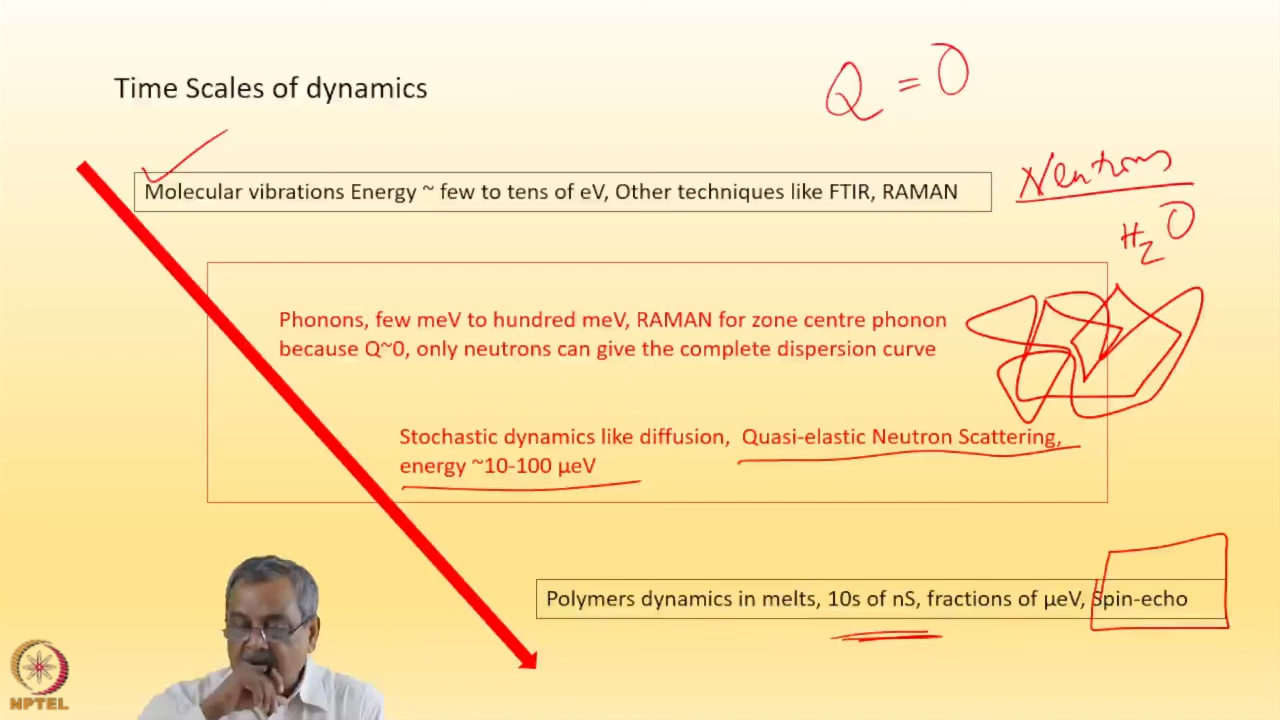 Q = 0
Time Scales of dynamics
Neutrons
Molecular vibrations Energy ~ few to tens of eV, Other techniques like FTIR, RAMAN
H2O
Phonons, few meV to hundred meV, RAMAN for zone centre phonon
because Q~0, only neutrons can give the complete dispersion curve
Stochastic dynamics like diffusion, Quasi-elastic Neutron Scattering,
energy ~10-100 µeV
Polymers dynamics in melts, 10s of nS, fractions of µeV, Spin-echo
NPTEL